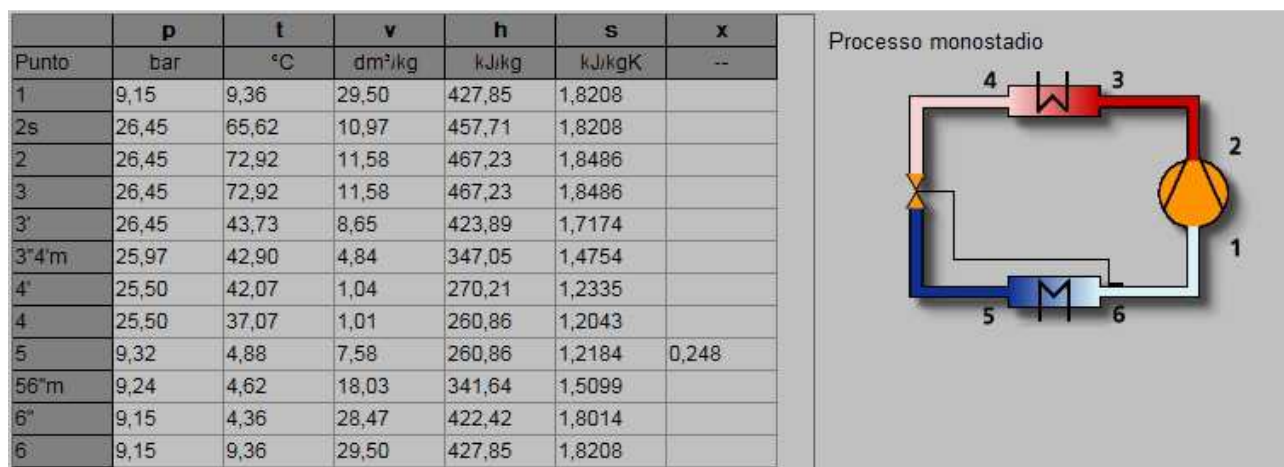 p t v h s x
Punto bar °C dm³/kg kJ/kg kJ/kgK --
1 9,15 9,36 29,50 427,85 1,8208
2s 26,45 65,62 10,97 457,71 1,8208
2 26,45 72,92 11,58 467,23 1,8486
3 26,45 72,92 11,58 467,23 1,8486
3' 26,45 43,73 8,65 423,89 1,7174
3"4'm 25,97 42,90 4,84 347,05 1,4754
4' 25,50 42,07 1,04 270,21 1,2335
4 25,50 37,07 1,01 260,86 1,2043
5 9,32 4,88 7,58 260,86 1,2184 0,248
56"m 9,24 4,62 18,03 341,64 1,5099
6" 9,15 4,36 28,47 422,42 1,8014
6 9,15 9,36 29,50 427,85 1,8208
Processo monostadio
4 3
2
1
5 6